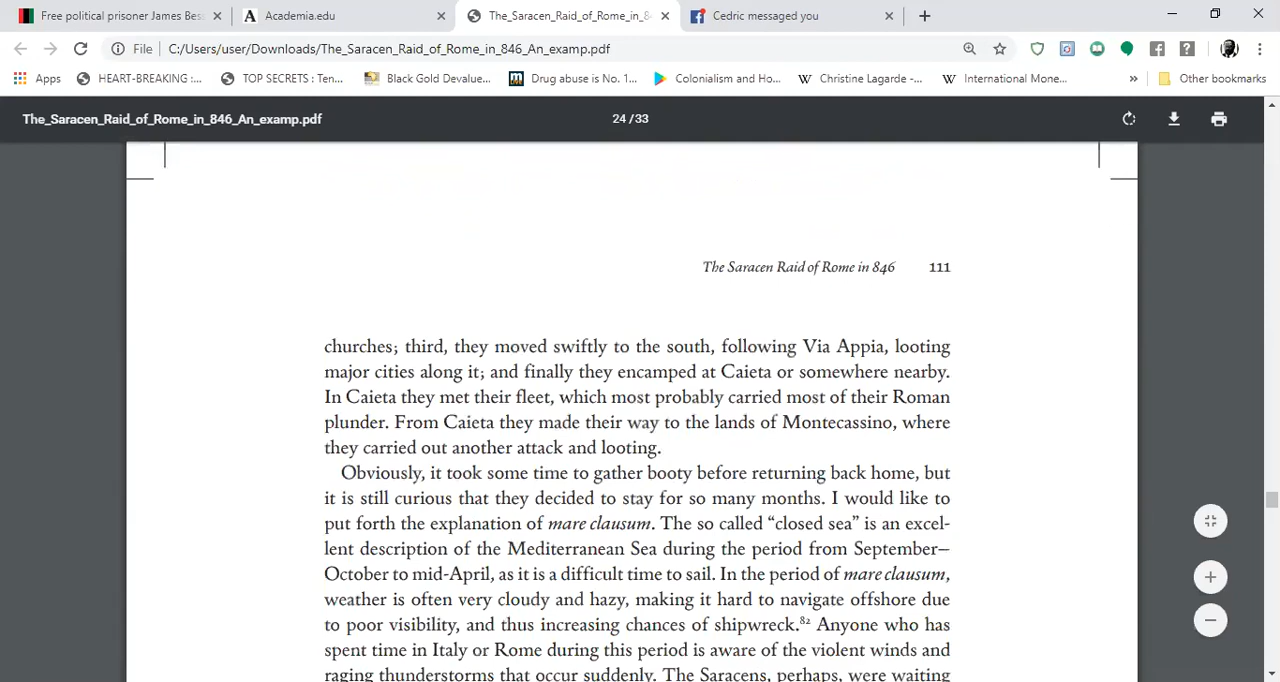 Free political prisoner James Bes
Academia.edu
The_Saracen_Raid_of_Rome_in_8
Cedric messaged you
File
C:/Users/user/Downloads/The_Saracen_Raid_of_Rome_in_846_An_examp.pdf
Apps
HEART-BREAKING :...
TOP SECRETS : Ten...
Black Gold Devalue...
Drug abuse is No. 1...
Colonialism and Ho...
Christine Lagarde -...
International Mone...
»
Other bookmarks
The_Saracen_Raid_of_Rome_in_846_An_examp.pdf
24 / 33
The Saracen Raid of Rome in 846 111
churches; third, they moved swiftly to the south, following Via Appia, looting
major cities along it; and finally they encamped at Caieta or somewhere nearby.
In Caieta they met their fleet, which most probably carried most of their Roman
plunder. From Caieta they made their way to the lands of Montecassino, where
they carried out another attack and looting.
Obviously, it took some time to gather booty before returning back home, but
it is still curious that they decided to stay for so many months. I would like to
put forth the explanation of mare clausum. The so called “closed sea” is an excel-
lent description of the Mediterranean Sea during the period from September–
October to mid-April, as it is a difficult time to sail. In the period of mare clausum,
weather is often very cloudy and hazy, making it hard to navigate offshore due
to poor visibility, and thus increasing chances of shipwreck.⁸² Anyone who has
spent time in Italy or Rome during this period is aware of the violent winds and
raging thunderstorms that occur suddenly. The Saracens, perhaps, were waiting